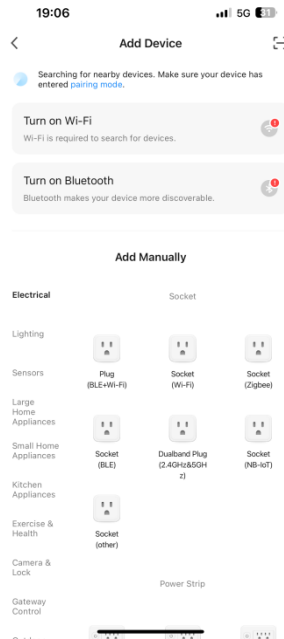 19:06
5G 31
Add Device
Searching for nearby devices. Make sure your device has
entered pairing mode.
Turn on Wi-Fi
Wi-Fi is required to search for devices.
Turn on Bluetooth
Bluetooth makes your device more discoverable.
Add Manually
Electrical
Socket
Lighting
Sensors
Plug
(BLE+Wi-Fi)
Socket
(Wi-Fi)
Socket
(Zigbee)
Large
Home
Appliances
Small Home
Appliances
Socket
(BLE)
Dualband Plug
(2.4GHz&5GH
z)
Socket
(NB-IoT)
Kitchen
Appliances
Exercise &
Health
Socket
(other)
Camera &
Lock
Power Strip
Gateway
Control